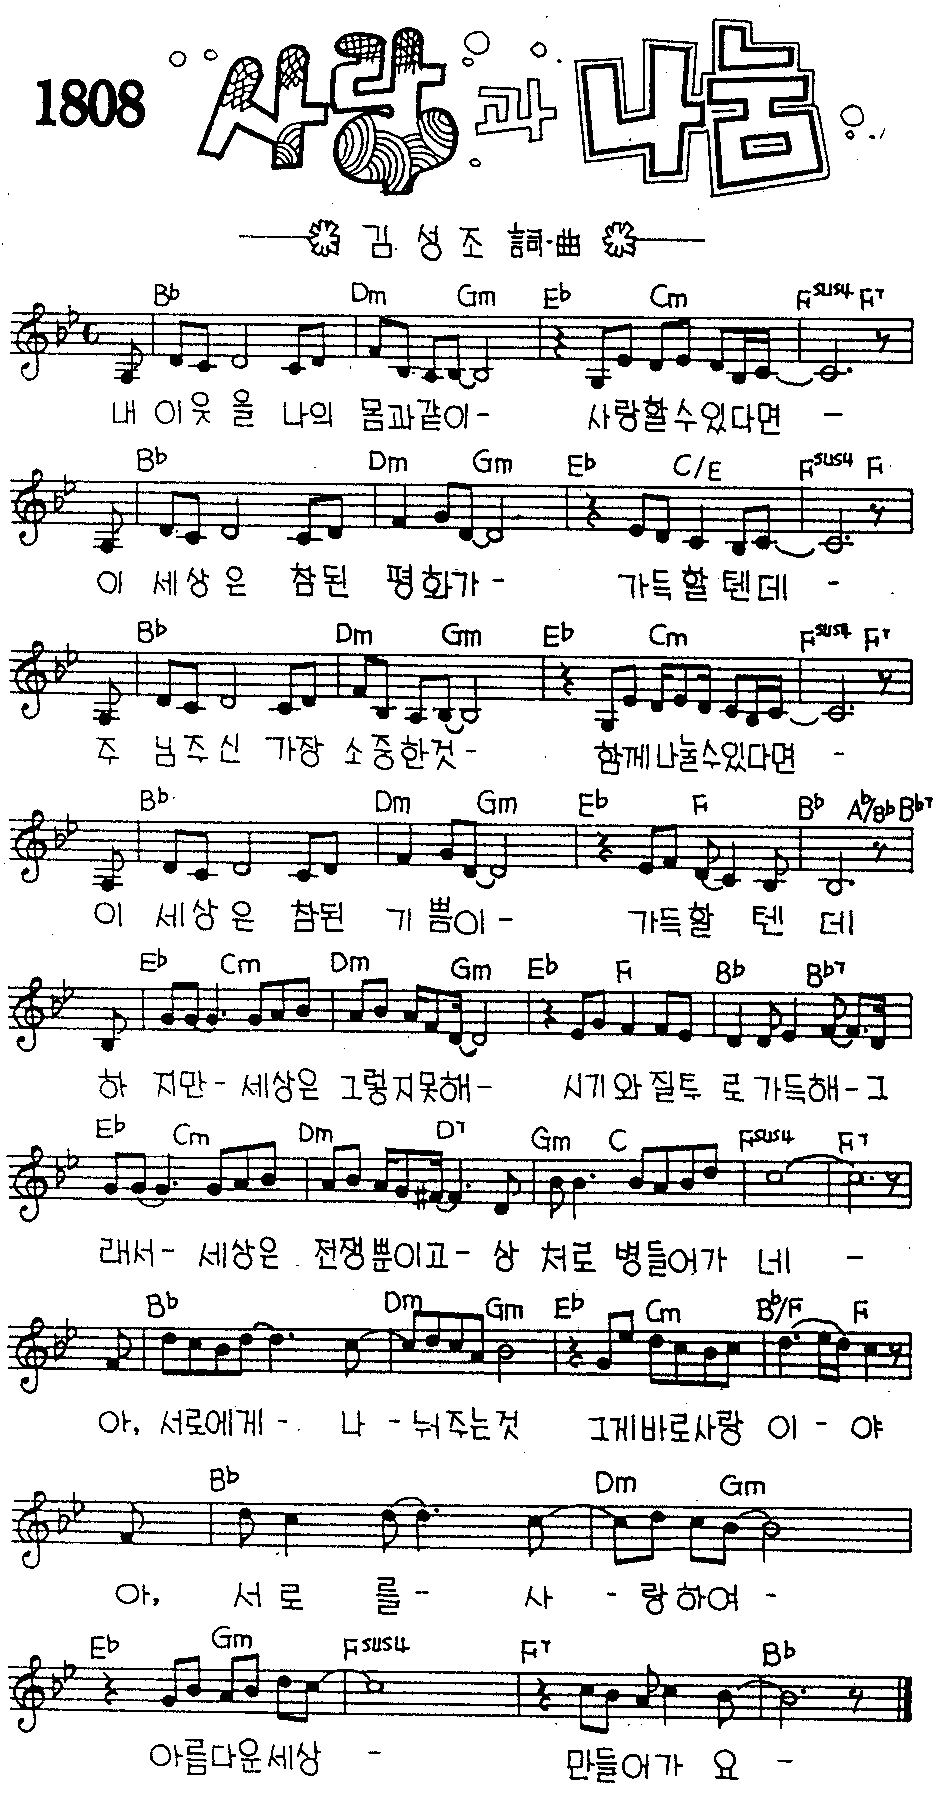 1808 사랑과 나눔
김성조 詞·曲
Bb Dm Gm Eb Cm Fsus4 F7
내 이웃을 나의 몸과같이- 사랑할수있다면 -
Bb Dm Gm Eb C/E Fsus4 F
이 세상은 참된 평화가 - 가득할텐데 -
Bb Dm Gm Eb Cm Fsus4 F7
주 님주신 가장 소중한것 - 함께나눌수있다면 -
Bb Dm Gm Eb F Bb Ab/Bb Bb7
이 세상은 참된 기쁨이 - 가득할 텐 데
Eb Cm Dm Gm Eb F Bb Bb7
하 지만 - 세상은 그렇지못해 - 시기와질투 로가득해 - 그
Eb Cm Dm D7 Gm C Fsus4 F7
래서 - 세상은 전쟁뿐이고 - 상 처로 병들어가 네 -
Bb Dm Gm Eb Cm Bb/F F
아, 서로에게 - 나 - 눠주는것 그게바로사랑 이 - 야
Bb Dm Gm
아, 서 로 를 - 사 - 랑하여 -
Eb Gm Fsus4 F7 Bb
아름다운세상 - 만들어가 요 -